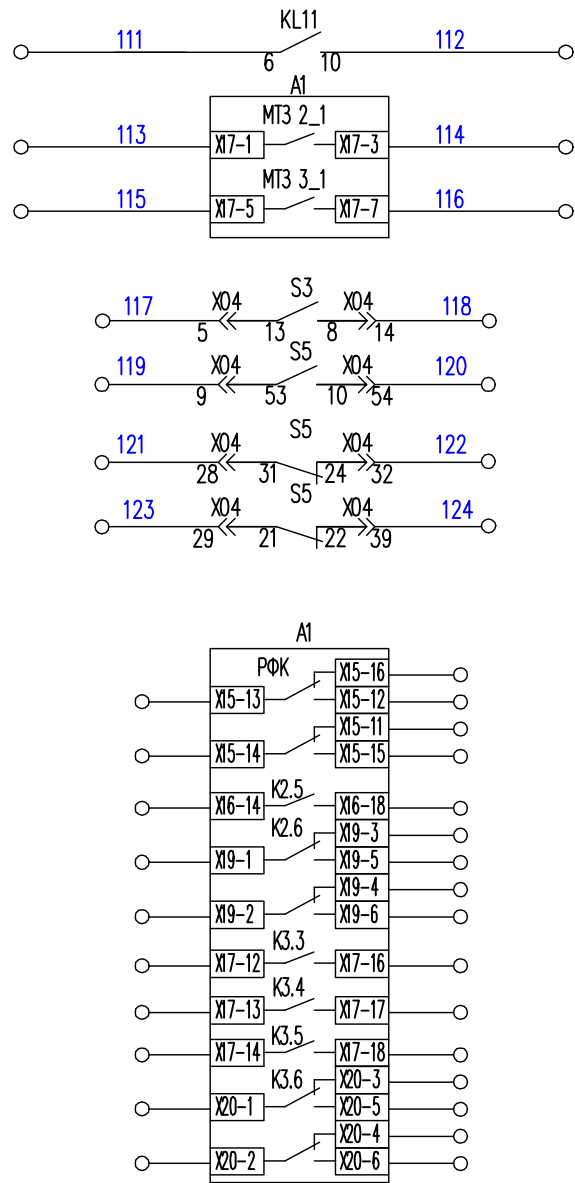 KL11
111 112
6 10
A1
МТЗ 2_1
113 X17-1 X17-3 114
МТЗ 3_1
115 X17-5 X17-7 116
S3
117 X04 X04 118
5 13 8 14
S5
119 X04 X04 120
9 53 10 54
S5
121 X04 X04 122
28 31 24 32
S5
123 X04 X04 124
29 21 22 39
A1
РФК X15-16
X15-13 X15-12
X15-11
X15-14 X15-15
K2.5
X16-14 X16-18
K2.6 X19-3
X19-1 X19-5
X19-4
X19-2 X19-6
K3.3
X17-12 X17-16
K3.4
X17-13 X17-17
K3.5
X17-14 X17-18
K3.6 X20-3
X20-1 X20-5
X20-4
X20-2 X20-6